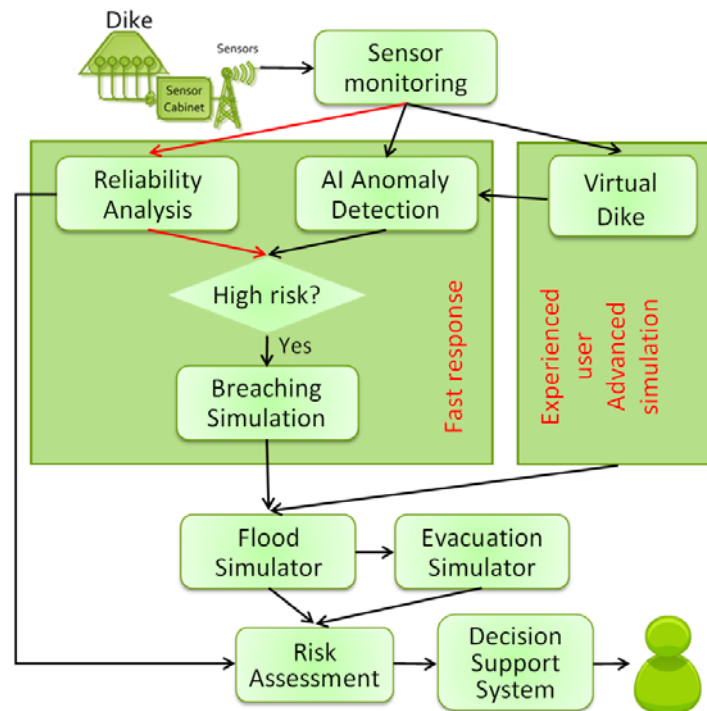 Dike
Sensors
Sensor
Cabinet
Sensor
monitoring
Reliability
Analysis
AI Anomaly
Detection
Virtual
Dike
High risk?
Yes
Breaching
Simulation
Fast response
Experienced
user
Advanced
simulation
Flood
Simulator
Evacuation
Simulator
Risk
Assessment
Decision
Support
System